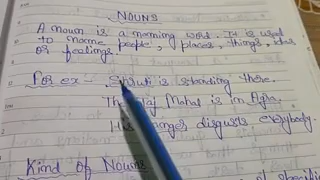 NOUNS
A noun is a naming word. It is used
to name people, places, things, idea
or feelings
For ex - Shruti is standing there.
The Taj Mahal is in Agra.
His anger disgusts everybody.
Kind of Nouns